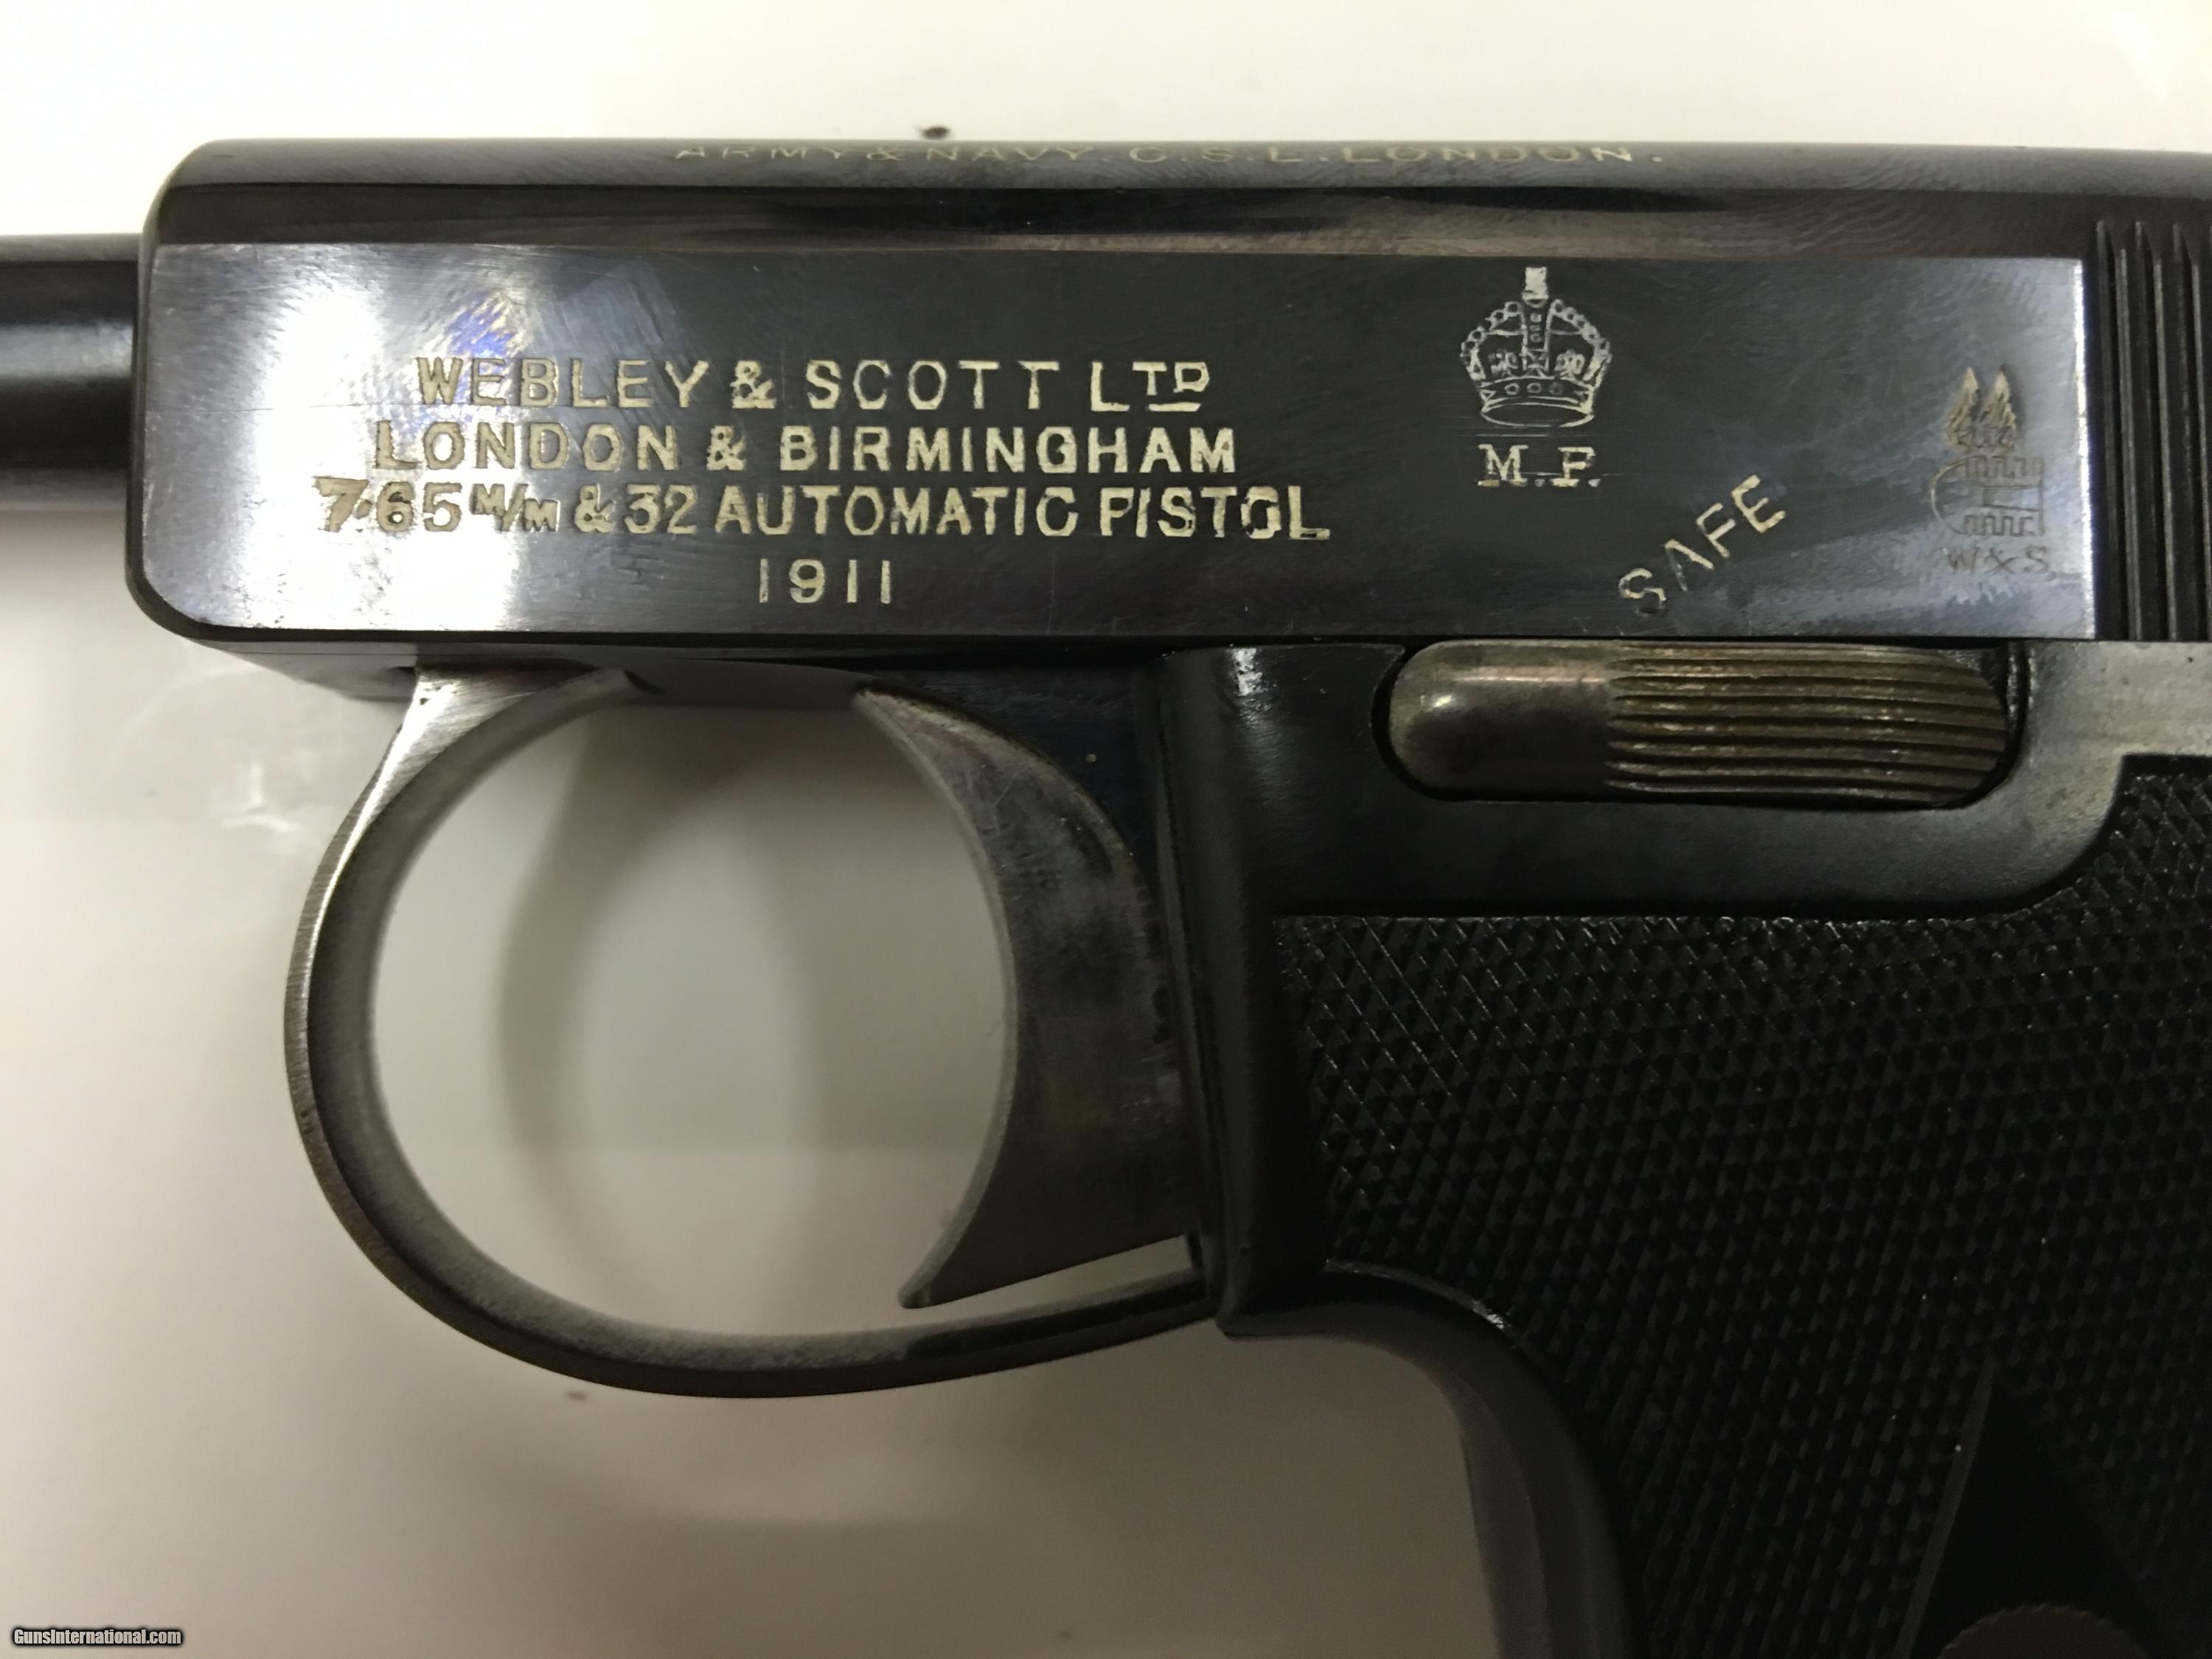 ARMY & NAVY. C.S.L. LONDON.
WEBLEY & SCOTT LTD
LONDON & BIRMINGHAM
7·65 M/M & 32 AUTOMATIC PISTOL
1911
M.P.
SAFE
W&S
GunsInternational.com